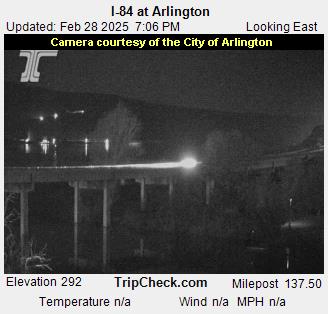 I-84 at Arlington
Updated: Feb 28 2025 7:06 PM Looking East
Camera courtesy of the City of Arlington
Elevation 292 TripCheck.com Milepost 137.50
Temperature n/a Wind n/a MPH n/a